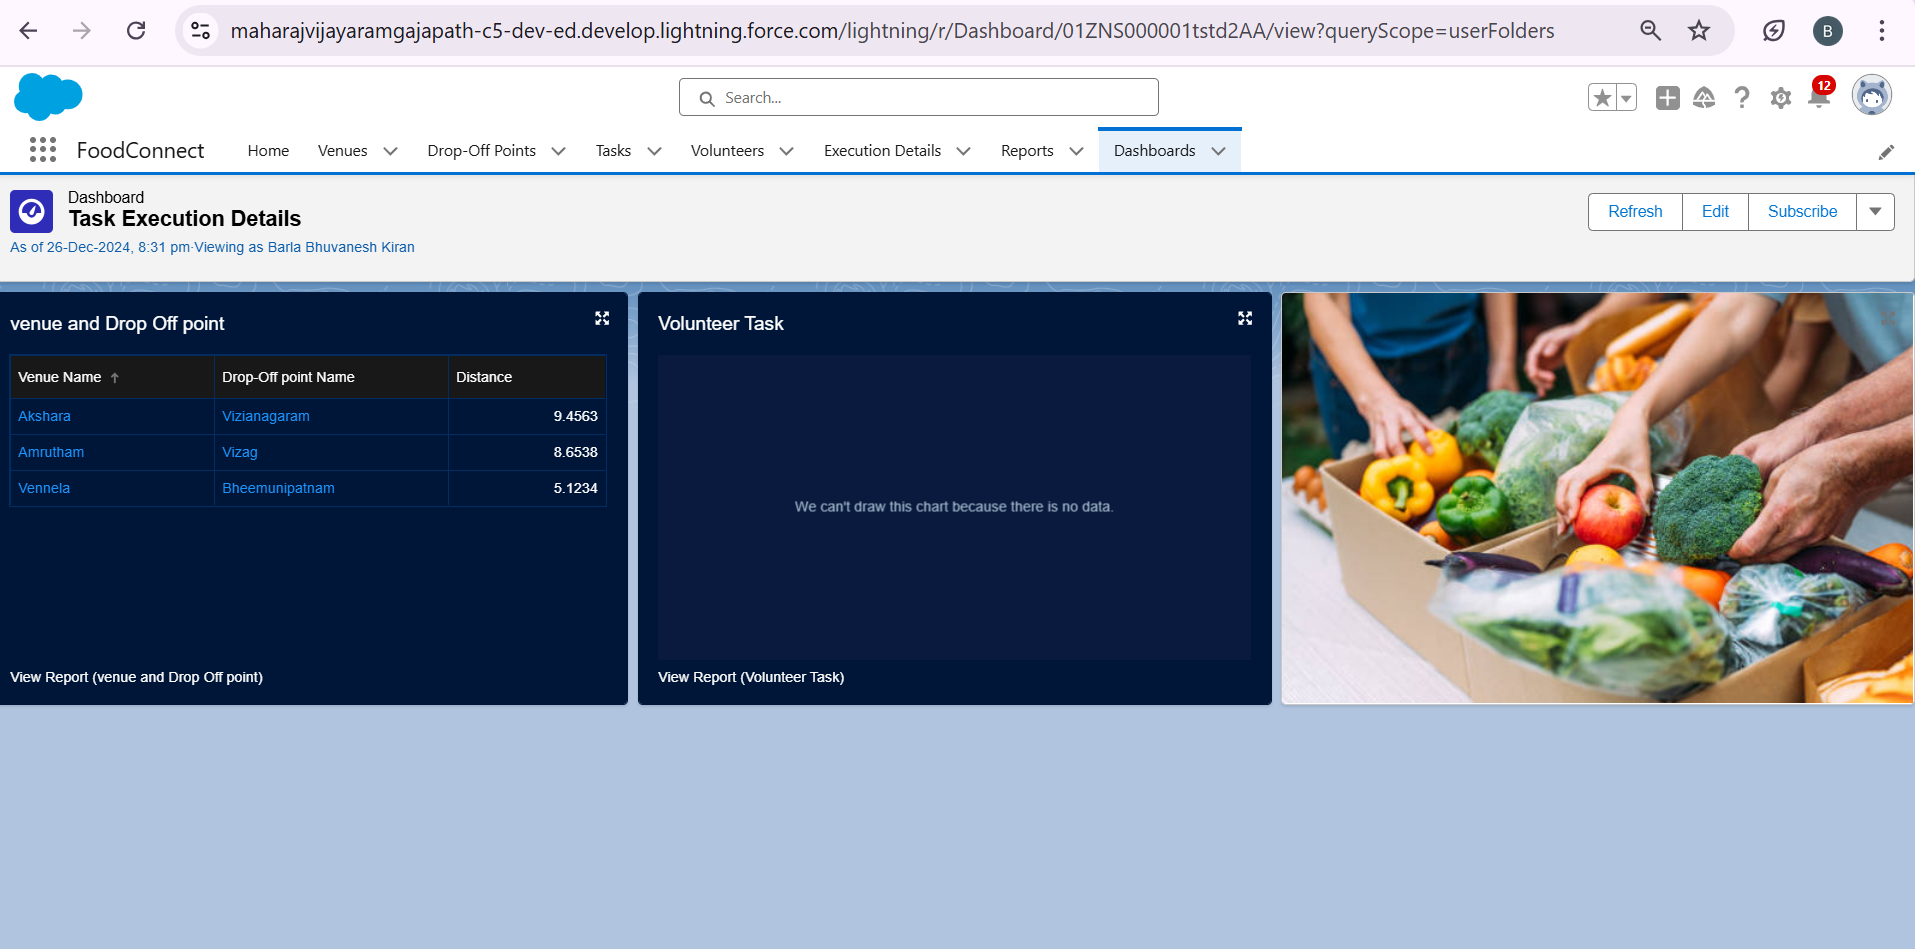 maharajvijayaramgajapath-c5-dev-ed.develop.lightning.force.com/lightning/r/Dashboard/01ZNS000001tstd2AA/view?queryScope=userFolders
B
Search...
12
FoodConnect
Home
Venues
Drop-Off Points
Tasks
Volunteers
Execution Details
Reports
Dashboards
Dashboard
Task Execution Details
As of 26-Dec-2024, 8:31 pm·Viewing as Barla Bhuvanesh Kiran
Refresh
Edit
Subscribe
venue and Drop Off point
Venue Name ↑ Drop-Off point Name Distance
Akshara Vizianagaram 9.4563
Amrutham Vizag 8.6538
Vennela Bheemunipatnam 5.1234
View Report (venue and Drop Off point)
Volunteer Task
We can't draw this chart because there is no data.
View Report (Volunteer Task)